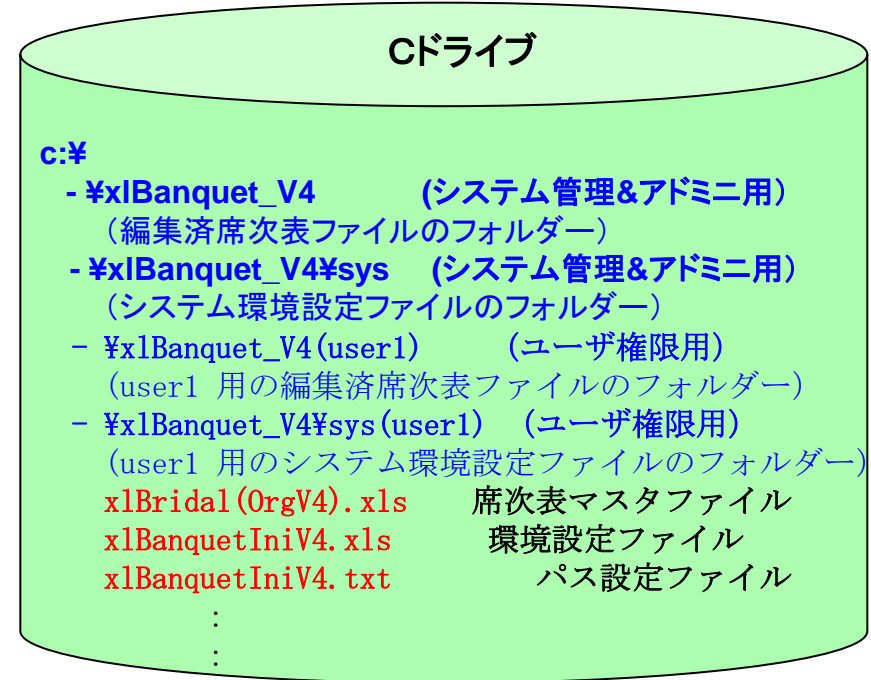 Cドライブ
c:¥
- ¥xlBanquet_V4 (システム管理&アドミニ用)
(編集済席次表ファイルのフォルダー)
- ¥xlBanquet_V4¥sys (システム管理&アドミニ用)
(システム環境設定ファイルのフォルダー)
- ¥xlBanquet_V4(user1) (ユーザ権限用)
(user1 用の編集済席次表ファイルのフォルダー)
- ¥xlBanquet_V4¥sys(user1) (ユーザ権限用)
(user1 用のシステム環境設定ファイルのフォルダー)
xlBridal(OrgV4).xls 席次表マスタファイル
xlBanquetIniV4.xls 環境設定ファイル
xlBanquetIniV4.txt パス設定ファイル
:
: